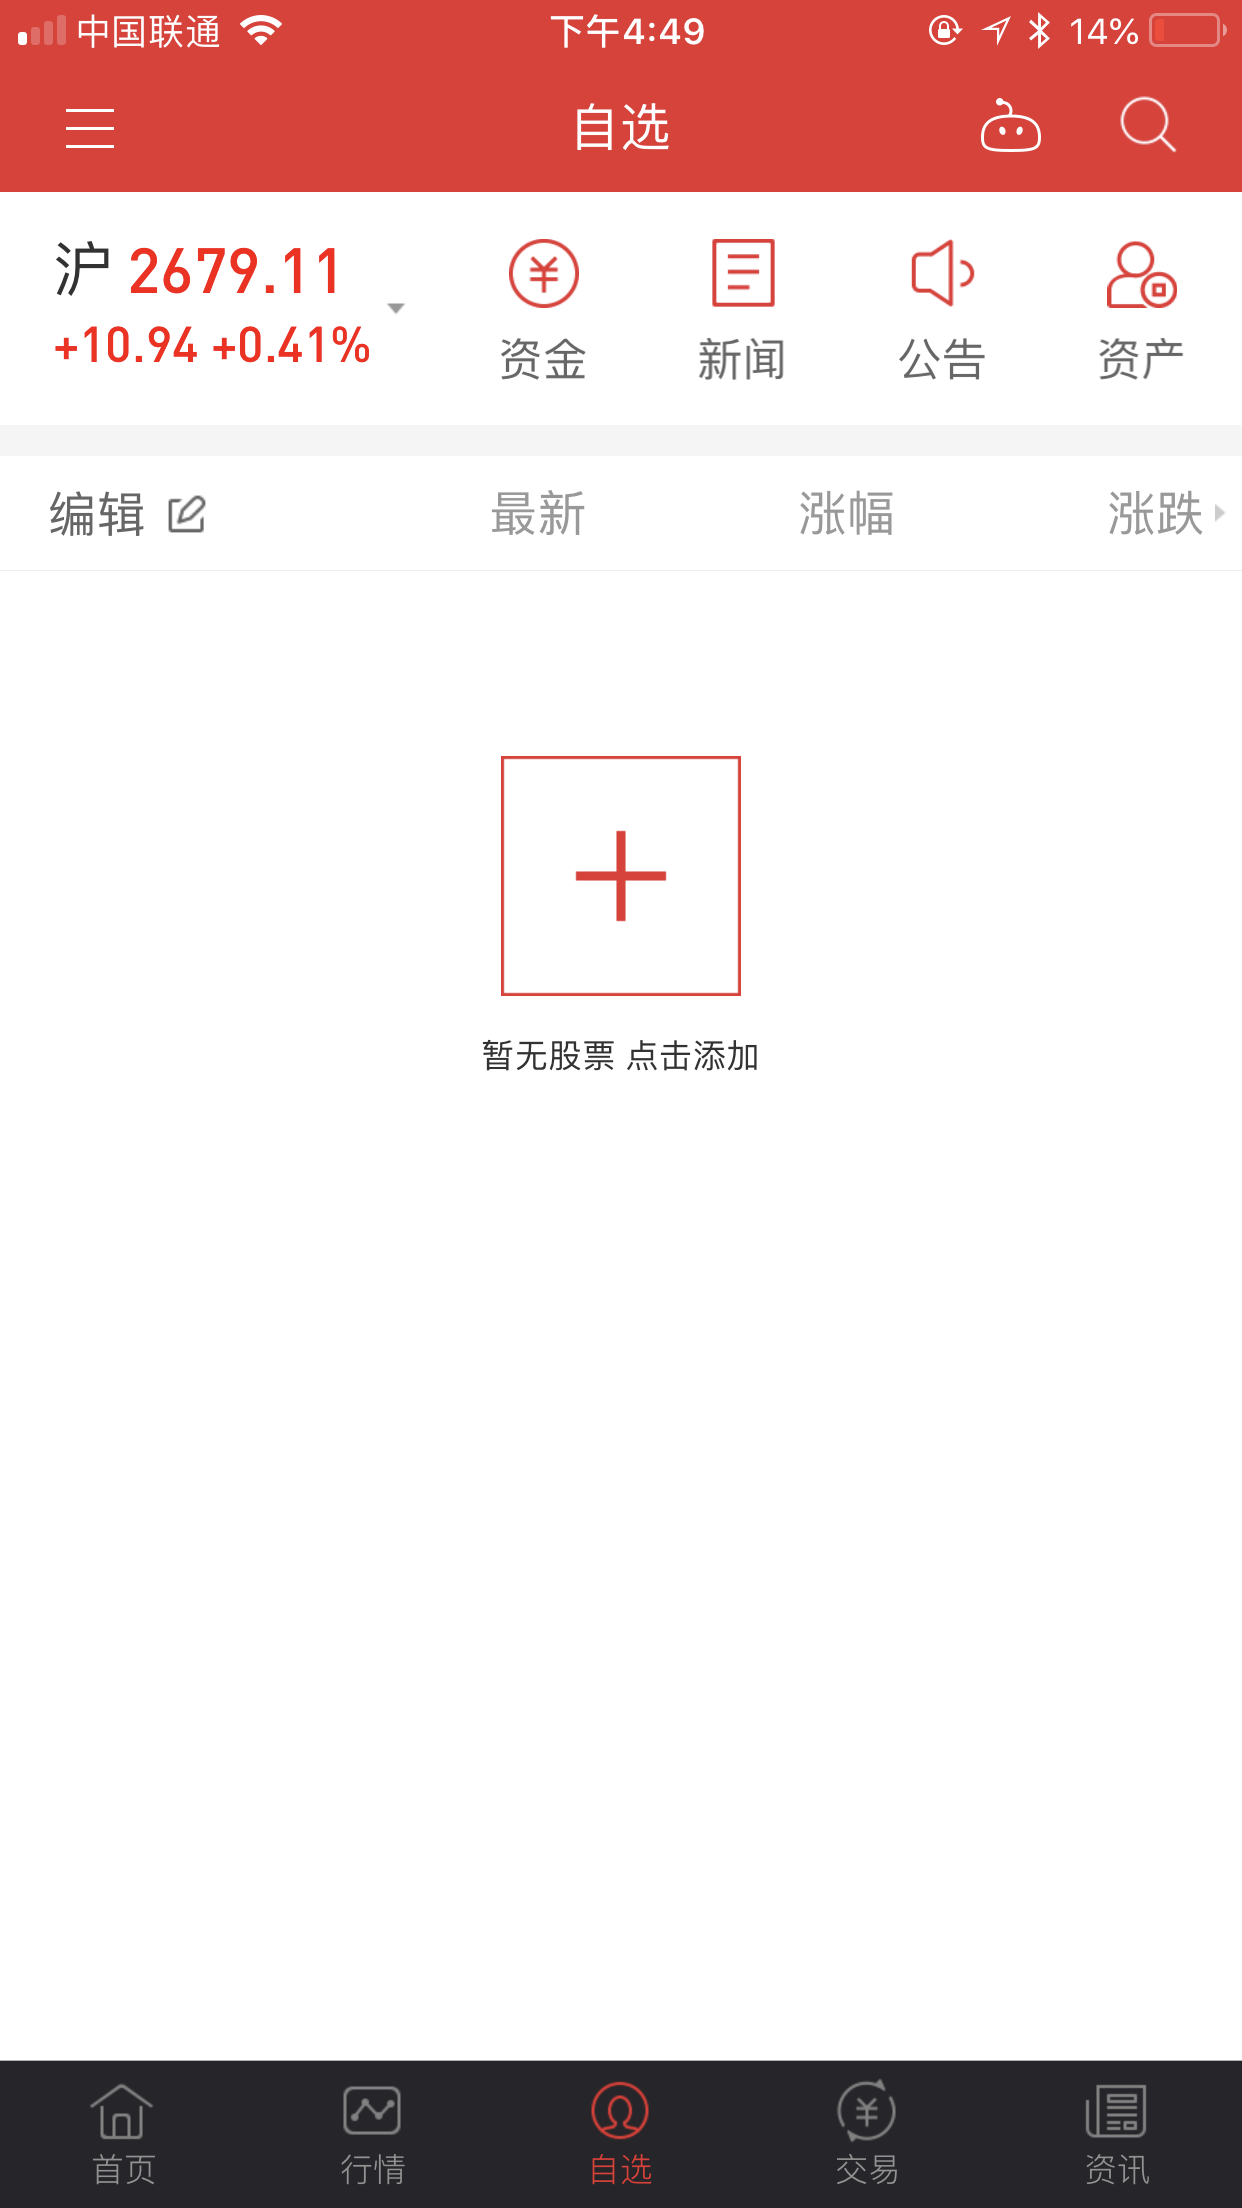 中国联通 下午4:49 14%
自选
沪 2679.11
+10.94 +0.41%
资金 新闻 公告 资产
编辑 最新 涨幅 涨跌
暂无股票 点击添加
首页 行情 自选 交易 资讯